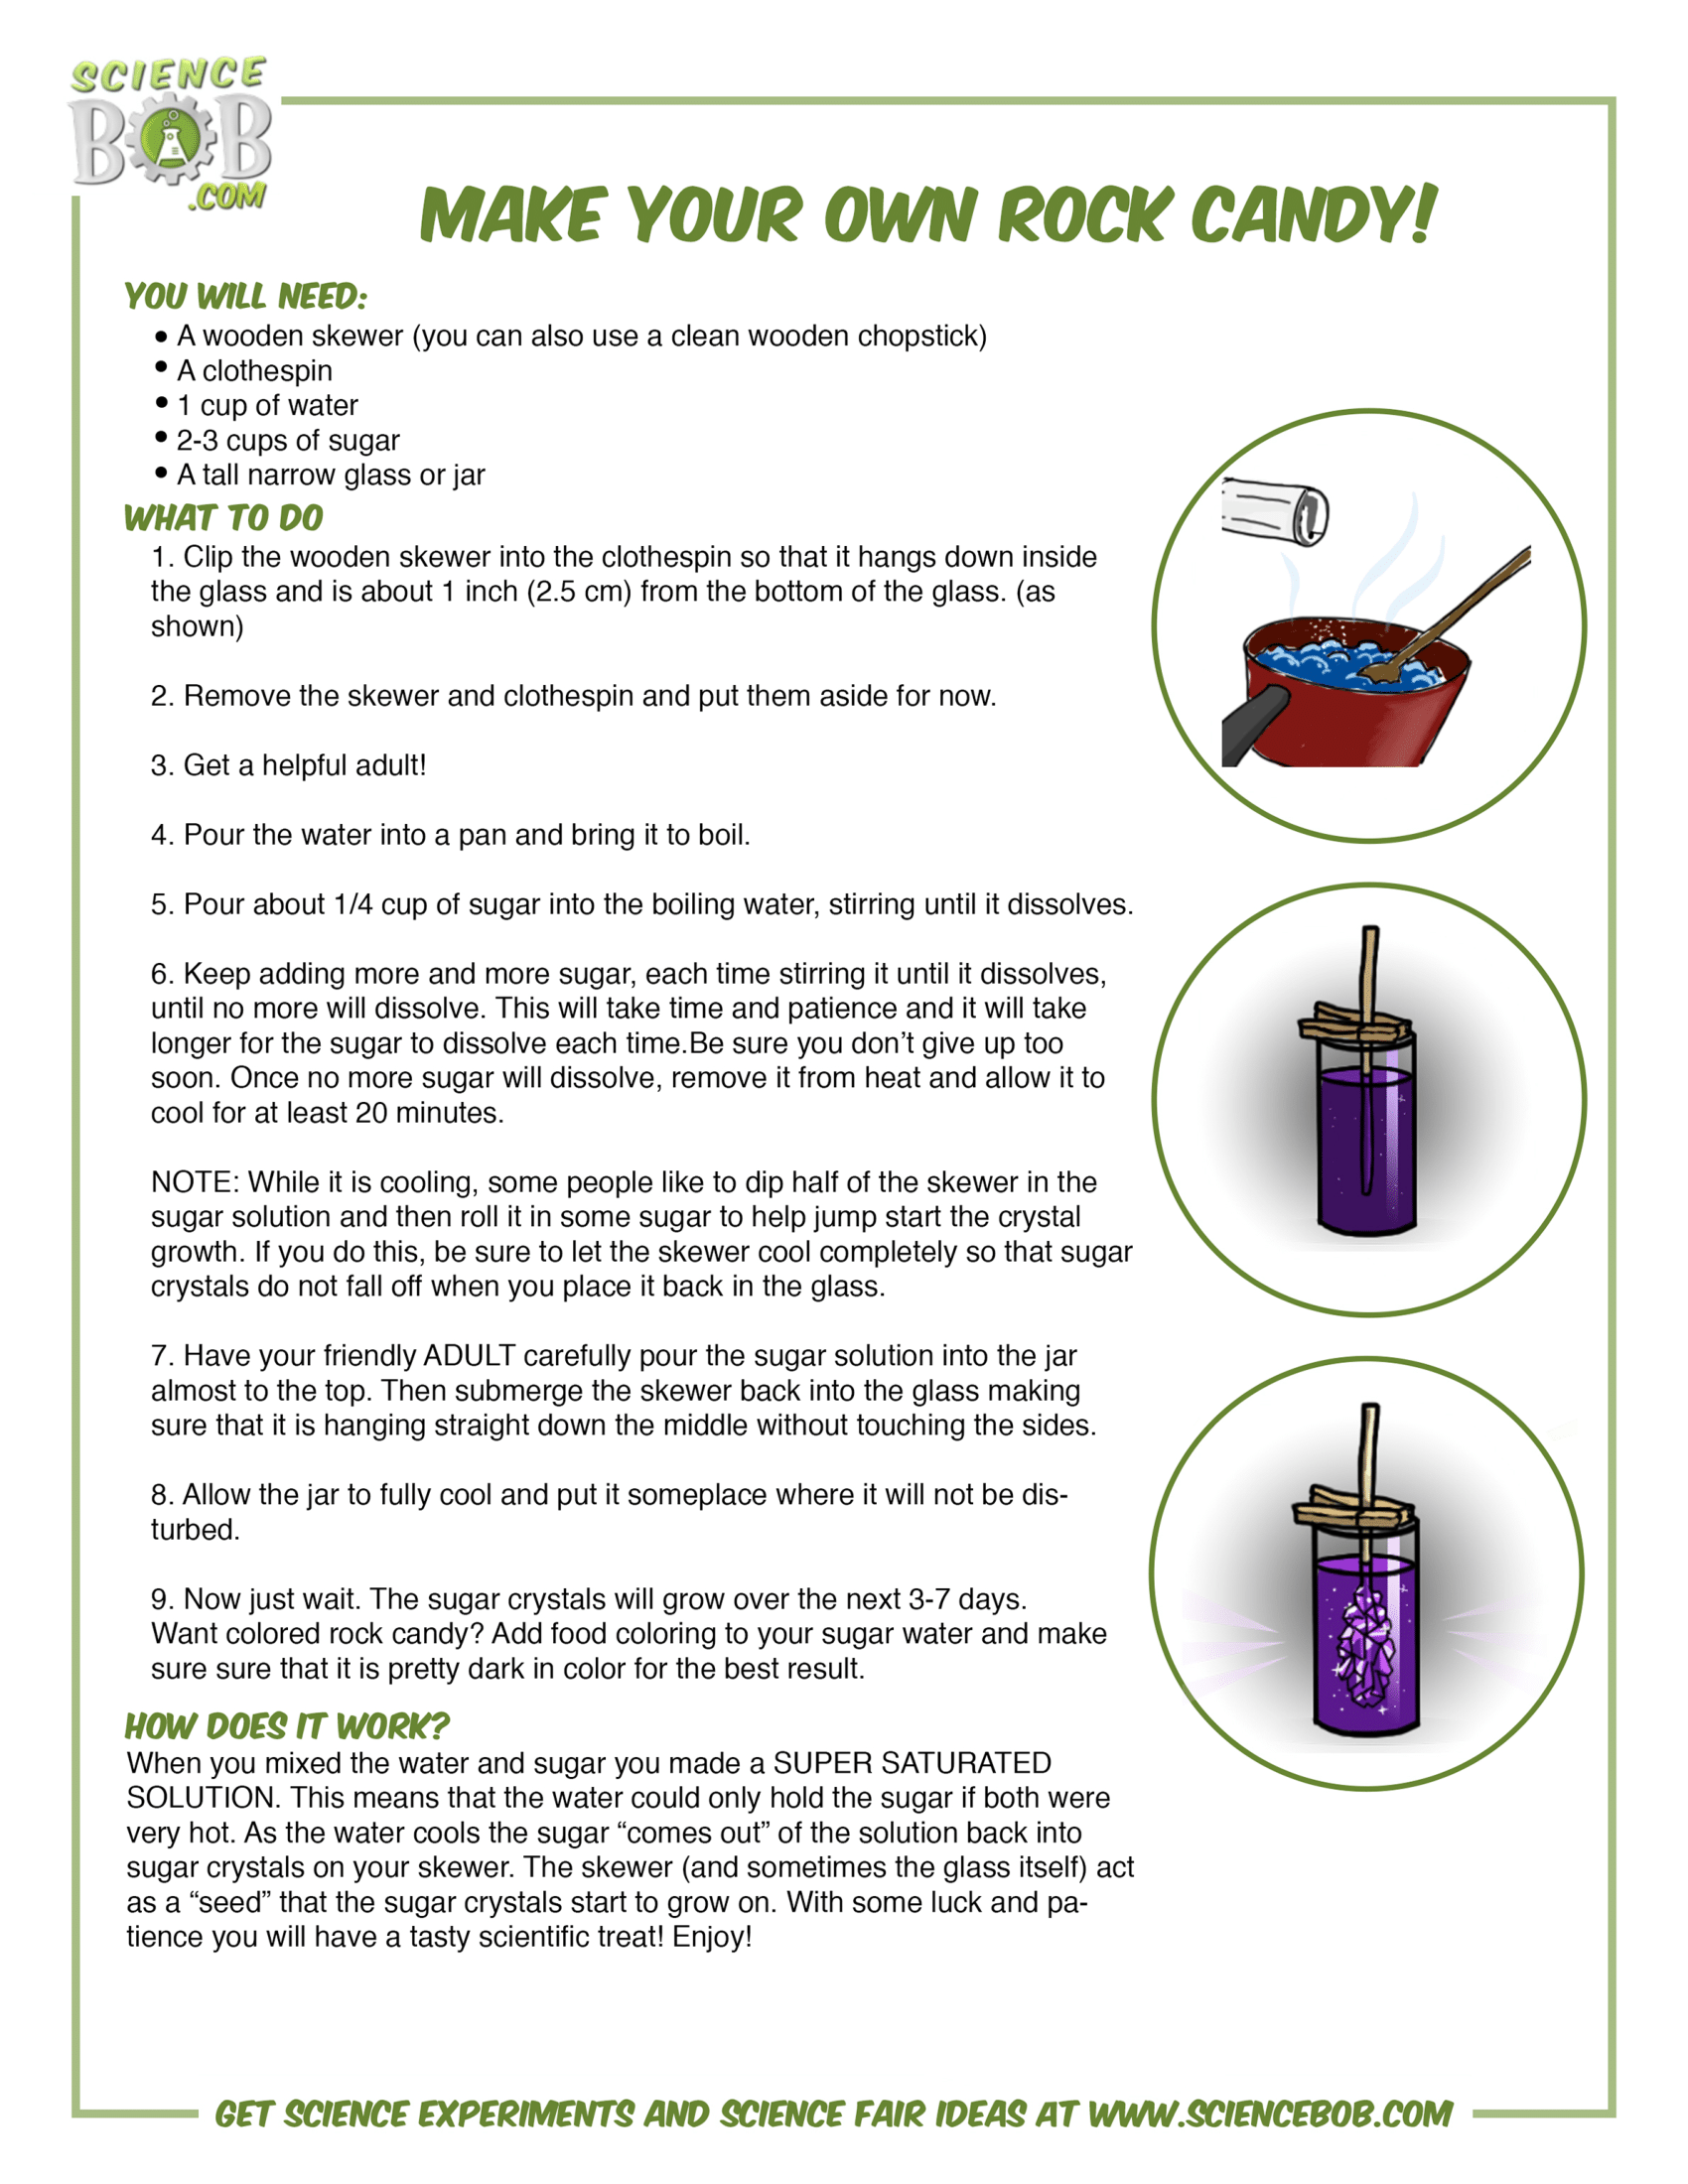 SCIENCE
BOB
.COM
MAKE YOUR OWN ROCK CANDY!
YOU WILL NEED:
• A wooden skewer (you can also use a clean wooden chopstick)
• A clothespin
• 1 cup of water
• 2-3 cups of sugar
• A tall narrow glass or jar
WHAT TO DO
1. Clip the wooden skewer into the clothespin so that it hangs down inside
the glass and is about 1 inch (2.5 cm) from the bottom of the glass. (as
shown)
2. Remove the skewer and clothespin and put them aside for now.
3. Get a helpful adult!
4. Pour the water into a pan and bring it to boil.
5. Pour about 1/4 cup of sugar into the boiling water, stirring until it dissolves.
6. Keep adding more and more sugar, each time stirring it until it dissolves,
until no more will dissolve. This will take time and patience and it will take
longer for the sugar to dissolve each time.Be sure you don’t give up too
soon. Once no more sugar will dissolve, remove it from heat and allow it to
cool for at least 20 minutes.
NOTE: While it is cooling, some people like to dip half of the skewer in the
sugar solution and then roll it in some sugar to help jump start the crystal
growth. If you do this, be sure to let the skewer cool completely so that sugar
crystals do not fall off when you place it back in the glass.
7. Have your friendly ADULT carefully pour the sugar solution into the jar
almost to the top. Then submerge the skewer back into the glass making
sure that it is hanging straight down the middle without touching the sides.
8. Allow the jar to fully cool and put it someplace where it will not be dis-
turbed.
9. Now just wait. The sugar crystals will grow over the next 3-7 days.
Want colored rock candy? Add food coloring to your sugar water and make
sure sure that it is pretty dark in color for the best result.
HOW DOES IT WORK?
When you mixed the water and sugar you made a SUPER SATURATED
SOLUTION. This means that the water could only hold the sugar if both were
very hot. As the water cools the sugar “comes out” of the solution back into
sugar crystals on your skewer. The skewer (and sometimes the glass itself) act
as a “seed” that the sugar crystals start to grow on. With some luck and pa-
tience you will have a tasty scientific treat! Enjoy!
GET SCIENCE EXPERIMENTS AND SCIENCE FAIR IDEAS AT WWW.SCIENCEBOB.COM